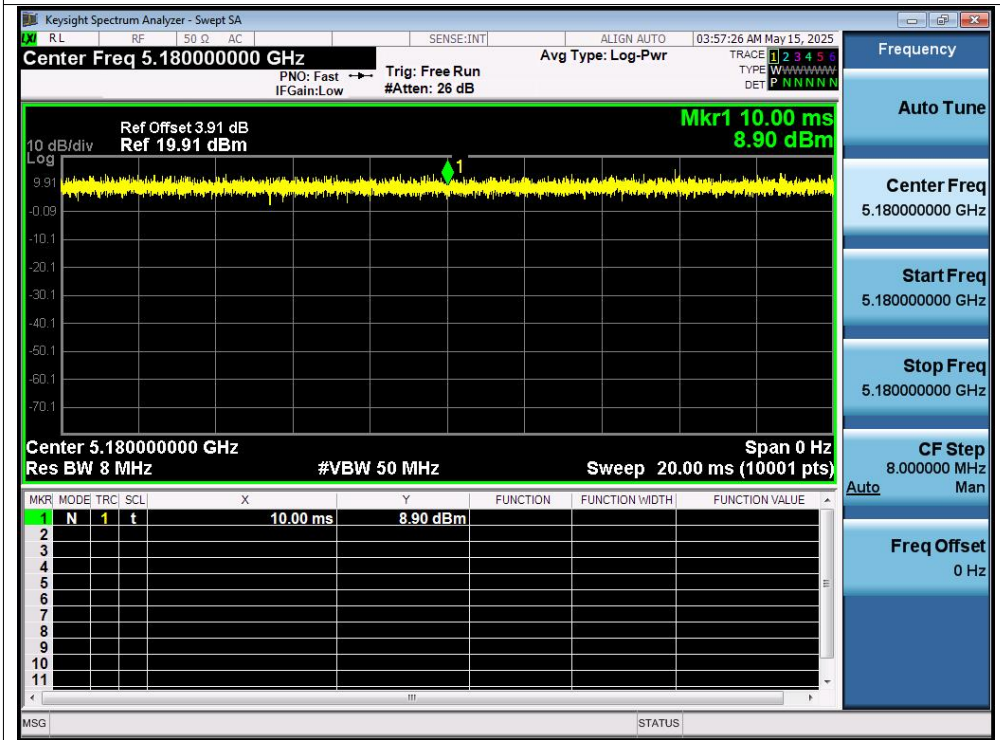 Keysight Spectrum Analyzer - Swept SA
LXI RL RF 50 Ω AC SENSE:INT ALIGN AUTO 03:57:26 AM May 15, 2025
Center Freq 5.180000000 GHz
PNO: Fast
IFGain:Low
Trig: Free Run
#Atten: 26 dB
Avg Type: Log-Pwr
TRACE 1 2 3 4 5 6
TYPE WWWWWW
DET P N N N N N
Frequency
Auto Tune
Center Freq
5.180000000 GHz
Start Freq
5.180000000 GHz
Stop Freq
5.180000000 GHz
CF Step
8.000000 MHz
Auto Man
Freq Offset
0 Hz
Mkr1 10.00 ms
8.90 dBm
Ref Offset 3.91 dB
10 dB/div Ref 19.91 dBm
Log
1
9.91
-0.09
-10.1
-20.1
-30.1
-40.1
-50.1
-60.1
-70.1
Center 5.180000000 GHz Span 0 Hz
Res BW 8 MHz #VBW 50 MHz Sweep 20.00 ms (10001 pts)
MKR MODE TRC SCL X Y FUNCTION FUNCTION WIDTH FUNCTION VALUE
1 N 1 t 10.00 ms 8.90 dBm
2
3
4
5
6
7
8
9
10
11
MSG STATUS